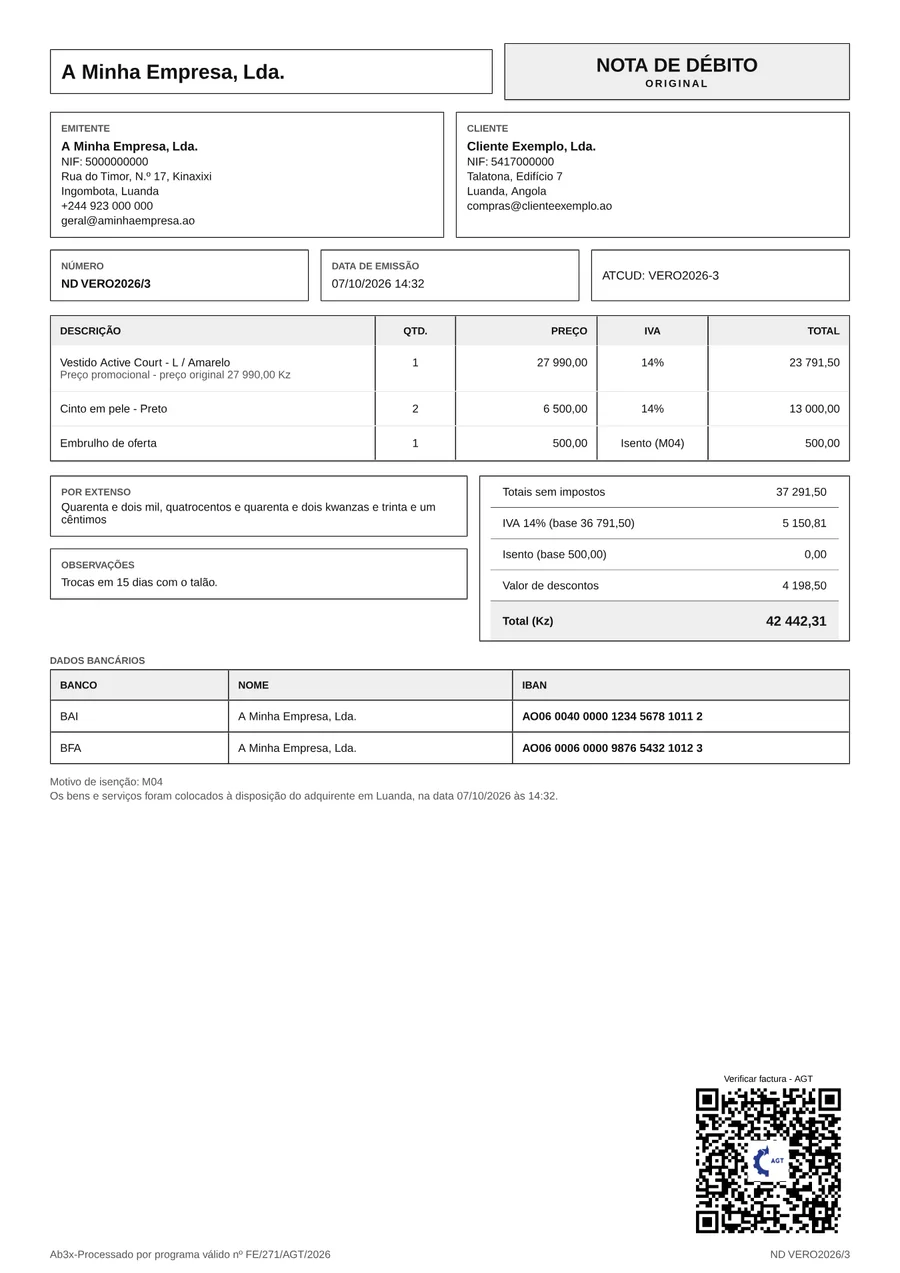 A Minha Empresa, Lda.
NOTA DE DÉBITO
ORIGINAL
EMITENTE
A Minha Empresa, Lda.
NIF: 5000000000
Rua do Timor, N.º 17, Kinaxixi
Ingombota, Luanda
+244 923 000 000
geral@aminhaempresa.ao
CLIENTE
Cliente Exemplo, Lda.
NIF: 5417000000
Talatona, Edifício 7
Luanda, Angola
compras@clienteexemplo.ao
NÚMERO
ND VERO2026/3
DATA DE EMISSÃO
07/10/2026 14:32
ATCUD: VERO2026-3
DESCRIÇÃO QTD. PREÇO IVA TOTAL
Vestido Active Court - L / Amarelo 1 27 990,00 14% 23 791,50
Preço promocional - preço original 27 990,00 Kz
Cinto em pele - Preto 2 6 500,00 14% 13 000,00
Embrulho de oferta 1 500,00 Isento (M04) 500,00
POR EXTENSO
Quarenta e dois mil, quatrocentos e quarenta e dois kwanzas e trinta e um
cêntimos
OBSERVAÇÕES
Trocas em 15 dias com o talão.
Totais sem impostos 37 291,50
IVA 14% (base 36 791,50) 5 150,81
Isento (base 500,00) 0,00
Valor de descontos 4 198,50
Total (Kz) 42 442,31
DADOS BANCÁRIOS
BANCO NOME IBAN
BAI A Minha Empresa, Lda. AO06 0040 0000 1234 5678 1011 2
BFA A Minha Empresa, Lda. AO06 0006 0000 9876 5432 1012 3
Motivo de isenção: M04
Os bens e serviços foram colocados à disposição do adquirente em Luanda, na data 07/10/2026 às 14:32.
Verificar factura - AGT
AGT
Ab3x-Processado por programa válido nº FE/271/AGT/2026
ND VERO2026/3